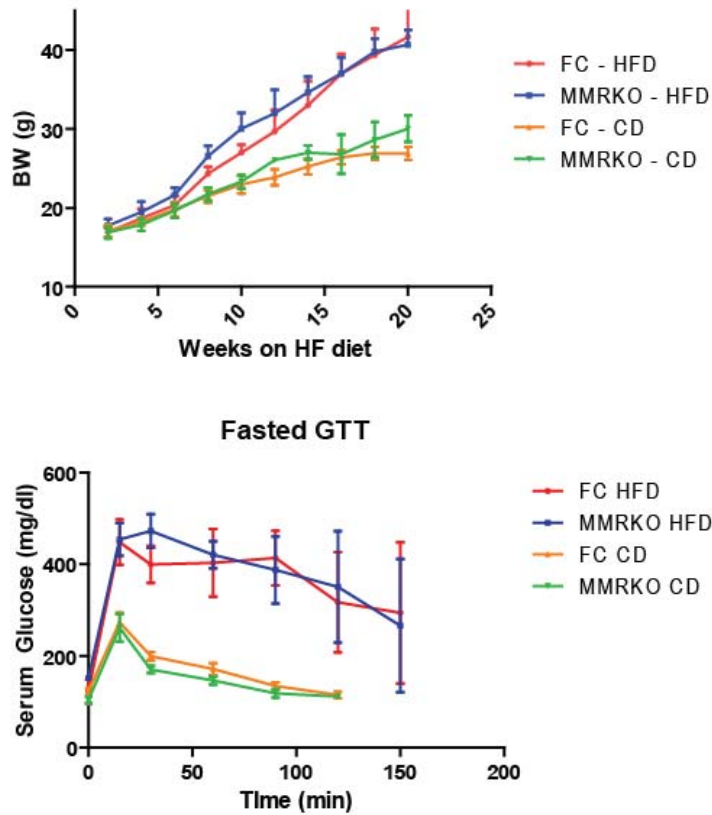 40
30
20
10
BW (g)
0
5
10
15
20
25
Weeks on HF diet
FC - HFD
MMRKO - HFD
FC - CD
MMRKO - CD
Fasted GTT
600
400
200
0
Serum Glucose (mg/dl)
0
50
100
150
200
TIme (min)
FC HFD
MMRKO HFD
FC CD
MMRKO CD